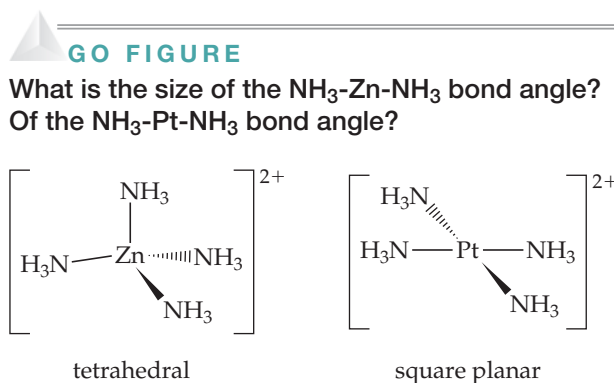 GO FIGURE
What is the size of the NH₃-Zn-NH₃ bond angle?
Of the NH₃-Pt-NH₃ bond angle?
2+
NH₃
H₃N Zn NH₃
NH₃
tetrahedral
2+
H₃N
H₃N Pt NH₃
NH₃
square planar